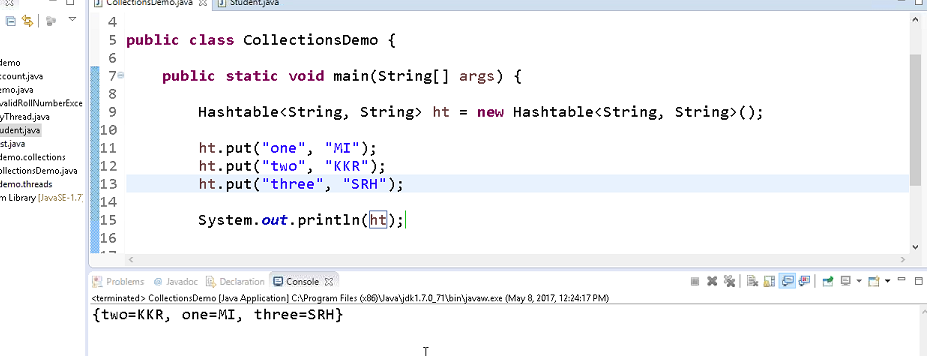 CollectionsDemo.java Student.java
demo
ccount.java
emo.java
validRollNumberExce
yThread.java
tudent.java
st.java
demo.collections
ollectionsDemo.java
demo.threads
m Library [JavaSE-1.7]
4
5 public class CollectionsDemo {
6
7 public static void main(String[] args) {
8
9 Hashtable<String, String> ht = new Hashtable<String, String>();
10
11 ht.put("one", "MI");
12 ht.put("two", "KKR");
13 ht.put("three", "SRH");
14
15 System.out.println(ht);
16
Problems @ Javadoc Declaration Console
<terminated> CollectionsDemo [Java Application] C:\Program Files (x86)\Java\jdk1.7.0_71\bin\javaw.exe (May 8, 2017, 12:24:17 PM)
{two=KKR, one=MI, three=SRH}